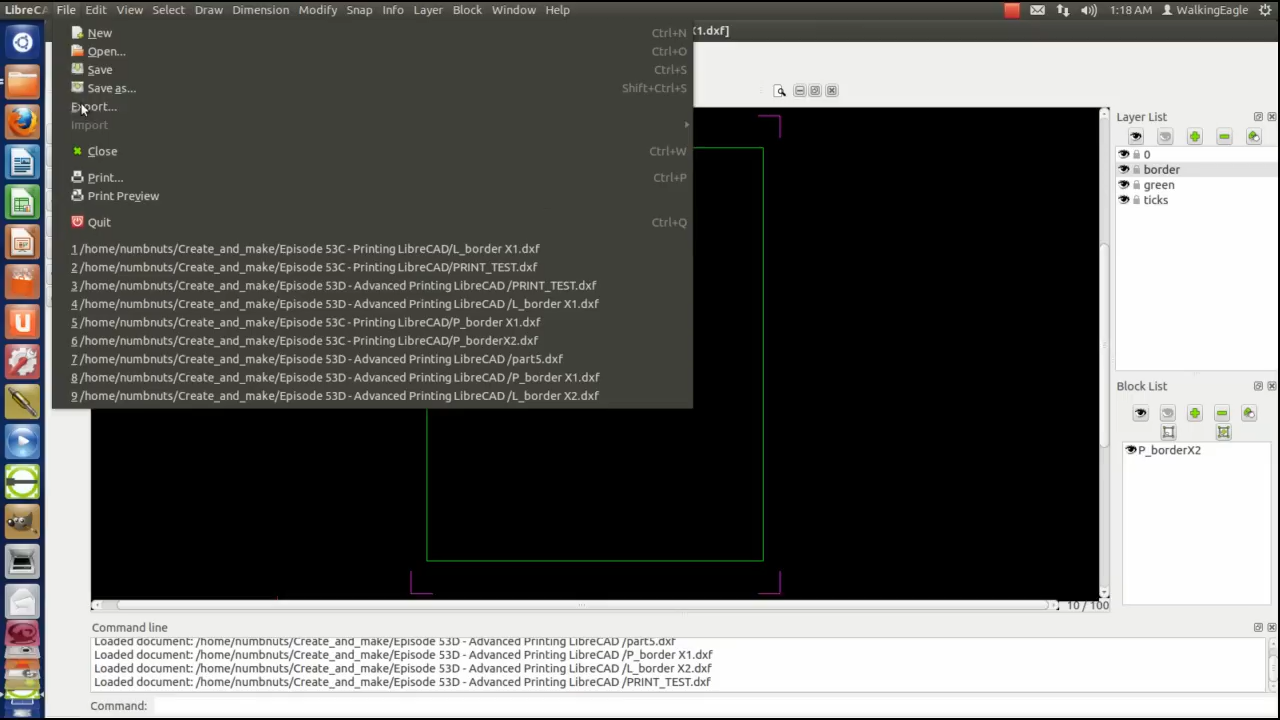 LibreCA File Edit View Select Draw Dimension Modify Snap Info Layer Block Window Help 1:18 AM WalkingEagle
New Ctrl+N
X1.dxf]
Open... Ctrl+O
Save Ctrl+S
Save as... Shift+Ctrl+S
Export...
Import
Close Ctrl+W
Print... Ctrl+P
Print Preview
Quit Ctrl+Q
1 /home/numbnuts/Create_and_make/Episode 53C - Printing LibreCAD/L_border X1.dxf
2 /home/numbnuts/Create_and_make/Episode 53C - Printing LibreCAD/PRINT_TEST.dxf
3 /home/numbnuts/Create_and_make/Episode 53D - Advanced Printing LibreCAD /PRINT_TEST.dxf
4 /home/numbnuts/Create_and_make/Episode 53D - Advanced Printing LibreCAD /L_border X1.dxf
5 /home/numbnuts/Create_and_make/Episode 53C - Printing LibreCAD/P_border X1.dxf
6 /home/numbnuts/Create_and_make/Episode 53C - Printing LibreCAD/P_borderX2.dxf
7 /home/numbnuts/Create_and_make/Episode 53D - Advanced Printing LibreCAD /part5.dxf
8 /home/numbnuts/Create_and_make/Episode 53D - Advanced Printing LibreCAD /P_border X1.dxf
9 /home/numbnuts/Create_and_make/Episode 53D - Advanced Printing LibreCAD /L_border X2.dxf
Layer List
0
border
green
ticks
Block List
P_borderX2
10 / 100
Command line
Loaded document: /home/numbnuts/Create_and_make/Episode 53D - Advanced Printing LibreCAD /part5.dxf
Loaded document: /home/numbnuts/Create_and_make/Episode 53D - Advanced Printing LibreCAD /P_border X1.dxf
Loaded document: /home/numbnuts/Create_and_make/Episode 53D - Advanced Printing LibreCAD /L_border X2.dxf
Loaded document: /home/numbnuts/Create_and_make/Episode 53D - Advanced Printing LibreCAD /PRINT_TEST.dxf
Command: